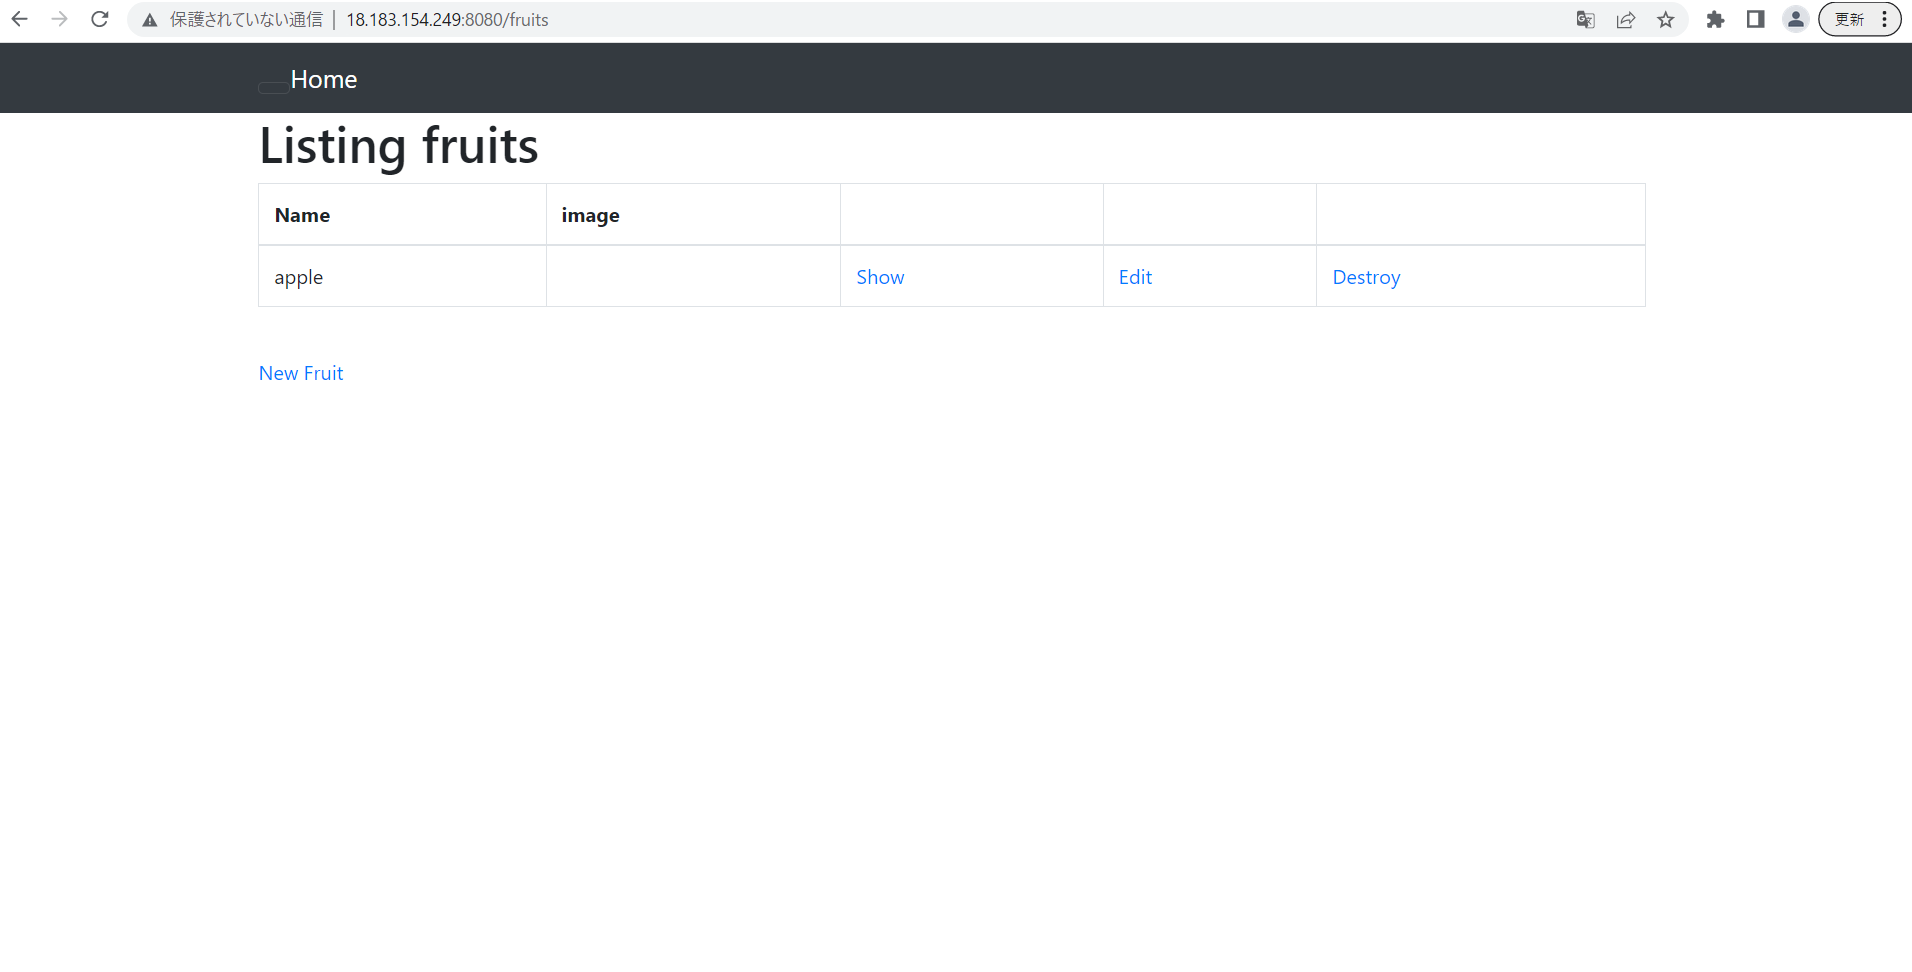 保護されていない通信 | 18.183.154.249:8080/fruits 更新
Home
Listing fruits
Name image
apple Show Edit Destroy
New Fruit